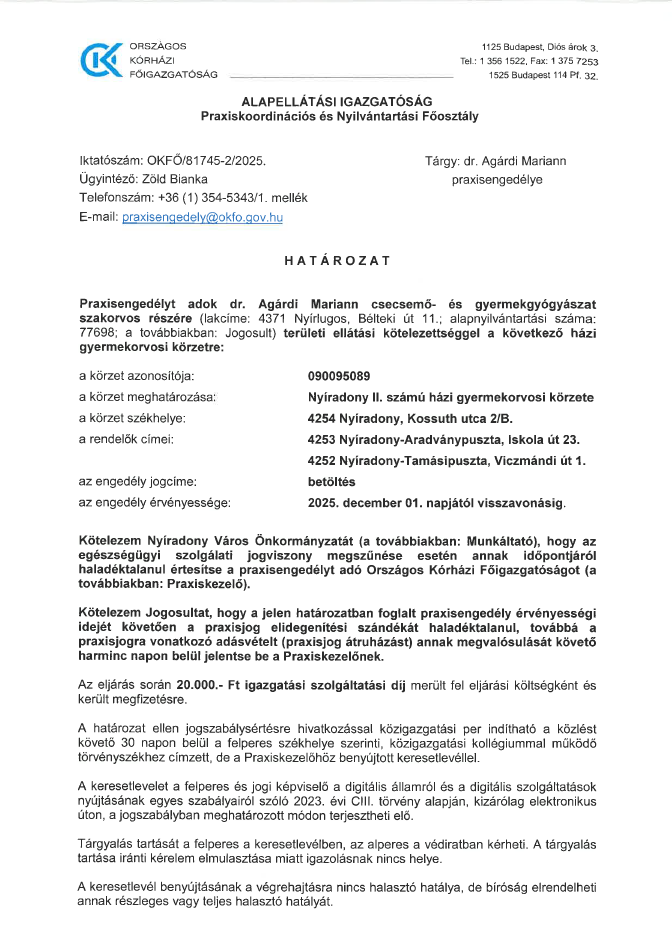 ORSZÁGOS
KÓRHÁZI
FŐIGAZGATÓSÁG
1125 Budapest, Diós árok 3.
Tel.: 1 356 1522, Fax: 1 375 7253
1525 Budapest 114 Pf. 32.
ALAPELLÁTÁSI IGAZGATÓSÁG
Praxiskoordinációs és Nyilvántartási Főosztály
Iktatószám: OKFŐ/81745-2/2025.
Ügyintéző: Zöld Bianka
Telefonszám: +36 (1) 354-5343/1. mellék
E-mail: praxisengedely@okfo.gov.hu
Tárgy: dr. Agárdi Mariann
praxisengedélye
HATÁROZAT
Praxisengedélyt adok dr. Agárdi Mariann csecsemő- és gyermekgyógyászat
szakorvos részére (lakcíme: 4371 Nyírlugos, Bélteki út 11.; alapnyilvántartási száma:
77698; a továbbiakban: Jogosult) területi ellátási kötelezettséggel a következő házi
gyermekorvosi körzetre:
a körzet azonosítója: 090095089
a körzet meghatározása: Nyíradony II. számú házi gyermekorvosi körzete
a körzet székhelye: 4254 Nyíradony, Kossuth utca 2/B.
a rendelők címei: 4253 Nyíradony-Aradványpuszta, Iskola út 23.
4252 Nyíradony-Tamásipuszta, Viczmándi út 1.
az engedély jogcíme: betöltés
az engedély érvényessége: 2025. december 01. napjától visszavonásig.
Kötelezem Nyíradony Város Önkormányzatát (a továbbiakban: Munkáltató), hogy az
egészségügyi szolgálati jogviszony megszűnése esetén annak időpontjáról
haladéktalanul értesítse a praxisengedélyt adó Országos Kórházi Főigazgatóságot (a
továbbiakban: Praxiskezelő).
Kötelezem Jogosultat, hogy a jelen határozatban foglalt praxisengedély érvényességi
idejét követően a praxisjog elidegenítési szándékát haladéktalanul, továbbá a
praxisjogra vonatkozó adásvételt (praxisjog átruházást) annak megvalósulását követő
harminc napon belül jelentse be a Praxiskezelőnek.
Az eljárás során 20.000.- Ft igazgatási szolgáltatási díj merült fel eljárási költségként és
került megfizetésre.
A határozat ellen jogszabálysértésre hivatkozással közigazgatási per indítható a közlést
követő 30 napon belül a felperes székhelye szerinti, közigazgatási kollégiummal működő
törvényszékhez címzett, de a Praxiskezelőhöz benyújtott keresetlevéllel.
A keresetlevelet a felperes és jogi képviselő a digitális államról és a digitális szolgáltatások
nyújtásának egyes szabályairól szóló 2023. évi CIII. törvény alapján, kizárólag elektronikus
úton, a jogszabályban meghatározott módon terjesztheti elő.
Tárgyalás tartását a felperes a keresetlevélben, az alperes a védiratban kérheti. A tárgyalás
tartása iránti kérelem elmulasztása miatt igazolásnak nincs helye.
A keresetlevél benyújtásának a végrehajtásra nincs halasztó hatálya, de bíróság elrendelheti
annak részleges vagy teljes halasztó hatályát.